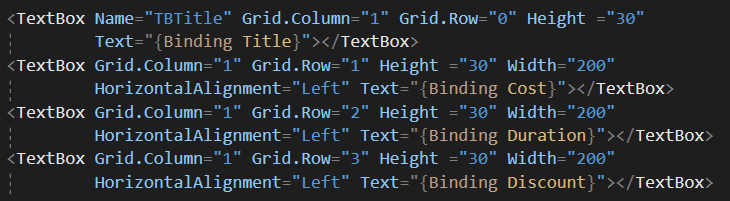 <TextBox Name="TBTitle" Grid.Column="1" Grid.Row="0" Height ="30"
Text="{Binding Title}"></TextBox>
<TextBox Grid.Column="1" Grid.Row="1" Height ="30" Width="200"
HorizontalAlignment="Left" Text="{Binding Cost}"></TextBox>
<TextBox Grid.Column="1" Grid.Row="2" Height ="30" Width="200"
HorizontalAlignment="Left" Text="{Binding Duration}"></TextBox>
<TextBox Grid.Column="1" Grid.Row="3" Height ="30" Width="200"
HorizontalAlignment="Left" Text="{Binding Discount}"></TextBox>